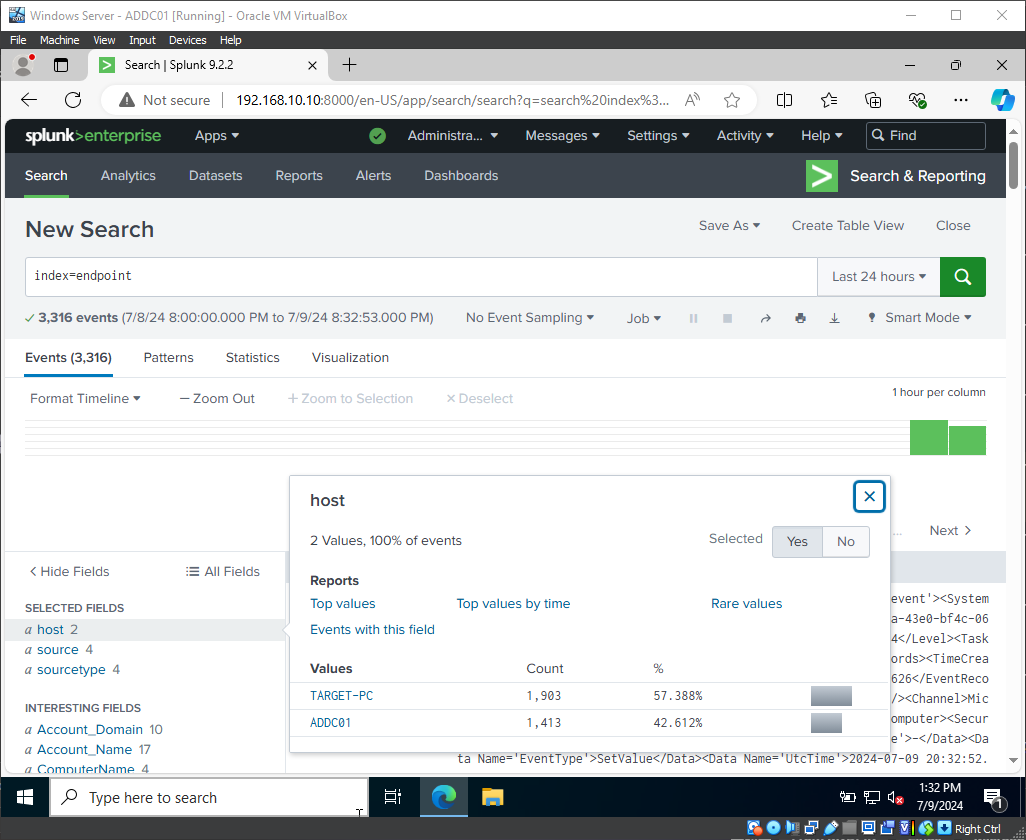 Windows Server - ADDC01 [Running] - Oracle VM VirtualBox
File Machine View Input Devices Help
Search | Splunk 9.2.2
Not secure 192.168.10.10:8000/en-US/app/search/search?q=search%20index%3...
splunk>enterprise Apps Administra... Messages Settings Activity Help Find
Search Analytics Datasets Reports Alerts Dashboards Search & Reporting
New Search Save As Create Table View Close
index=endpoint Last 24 hours
3,316 events (7/8/24 8:00:00.000 PM to 7/9/24 8:32:53.000 PM) No Event Sampling Job Smart Mode
Events (3,316) Patterns Statistics Visualization
Format Timeline — Zoom Out + Zoom to Selection × Deselect 1 hour per column
host
2 Values, 100% of events Selected Yes No
... Next >
< Hide Fields All Fields
Reports
Top values Top values by time Rare values
Events with this field
Values Count %
TARGET-PC 1,903 57.388%
ADDC01 1,413 42.612%
SELECTED FIELDS
a host 2
a source 4
a sourcetype 4
INTERESTING FIELDS
a Account_Domain 10
a Account_Name 17
a ComputerName 4
event'><System
a-43e0-bf4c-06
4</Level><Task
ords><TimeCrea
626</EventReco
/><Channel>Mic
omputer><Secur
e'>-</Data><Da
ta Name='EventType'>SetValue</Data><Data Name='UtcTime'>2024-07-09 20:32:52.
Type here to search
1:32 PM
7/9/2024
1
Right Ctrl